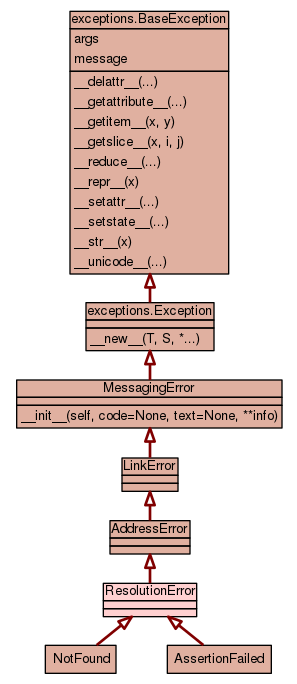 exceptions.BaseException
args
message
__delattr__(...)
__getattribute__(...)
__getitem__(x, y)
__getslice__(x, i, j)
__reduce__(...)
__repr__(x)
__setattr__(...)
__setstate__(...)
__str__(x)
__unicode__(...)
exceptions.Exception
__new__(T, S, *...)
MessagingError
__init__(self, code=None, text=None, **info)
LinkError
AddressError
ResolutionError
NotFound
AssertionFailed